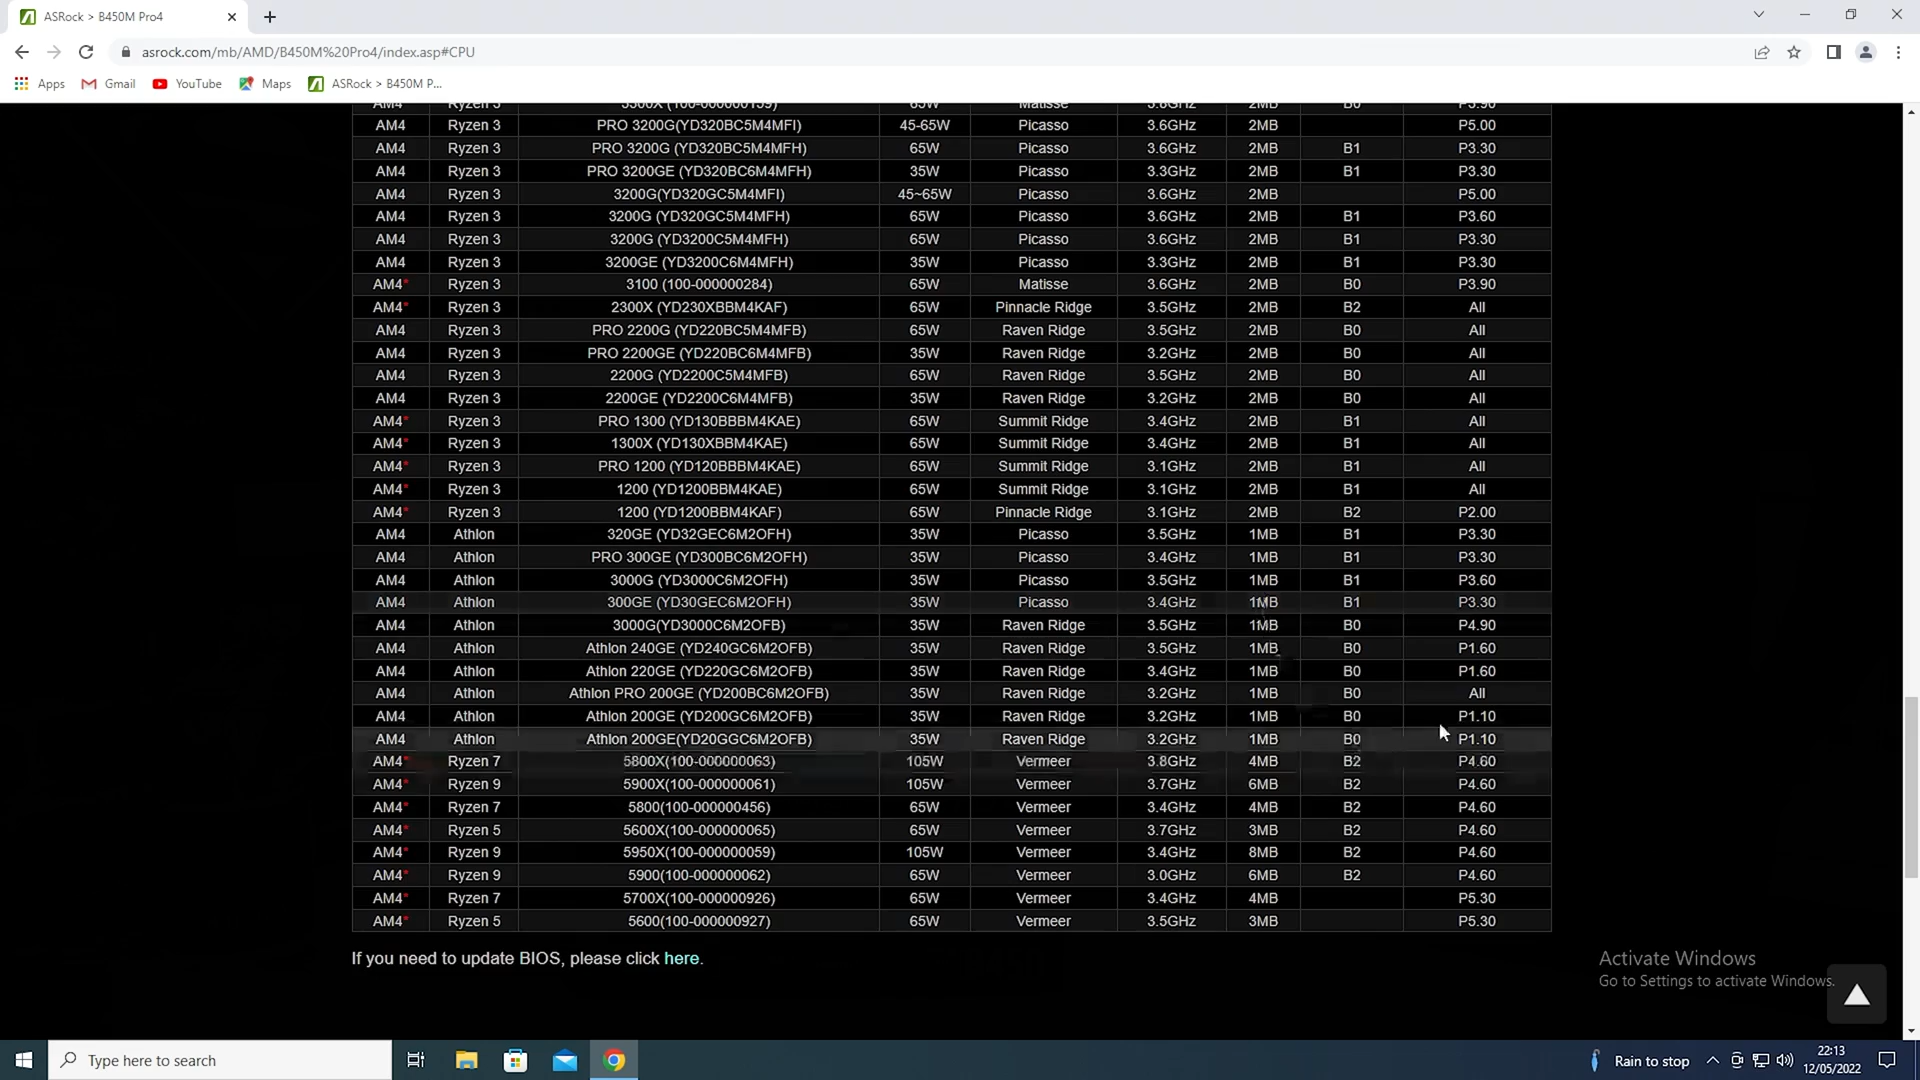 ASRock > B450M Pro4
asrock.com/mb/AMD/B450M%20Pro4/index.asp#CPU
Apps Gmail YouTube Maps ASRock > B450M P...
AM4 Ryzen 3 3300X (100-000000159) 65W Matisse 3.8GHz 2MB B0 P3.90
AM4 Ryzen 3 PRO 3200G(YD320BC5M4MFI) 45-65W Picasso 3.6GHz 2MB P5.00
AM4 Ryzen 3 PRO 3200G (YD320BC5M4MFH) 65W Picasso 3.6GHz 2MB B1 P3.30
AM4 Ryzen 3 PRO 3200GE (YD320BC6M4MFH) 35W Picasso 3.3GHz 2MB B1 P3.30
AM4 Ryzen 3 3200G(YD320GC5M4MFI) 45~65W Picasso 3.6GHz 2MB P5.00
AM4 Ryzen 3 3200G (YD320GC5M4MFH) 65W Picasso 3.6GHz 2MB B1 P3.60
AM4 Ryzen 3 3200G (YD3200C5M4MFH) 65W Picasso 3.6GHz 2MB B1 P3.30
AM4 Ryzen 3 3200GE (YD3200C6M4MFH) 35W Picasso 3.3GHz 2MB B1 P3.30
AM4* Ryzen 3 3100 (100-000000284) 65W Matisse 3.6GHz 2MB B0 P3.90
AM4* Ryzen 3 2300X (YD230XBBM4KAF) 65W Pinnacle Ridge 3.5GHz 2MB B2 All
AM4 Ryzen 3 PRO 2200G (YD220BC5M4MFB) 65W Raven Ridge 3.5GHz 2MB B0 All
AM4 Ryzen 3 PRO 2200GE (YD220BC6M4MFB) 35W Raven Ridge 3.2GHz 2MB B0 All
AM4 Ryzen 3 2200G (YD2200C5M4MFB) 65W Raven Ridge 3.5GHz 2MB B0 All
AM4 Ryzen 3 2200GE (YD2200C6M4MFB) 35W Raven Ridge 3.2GHz 2MB B0 All
AM4* Ryzen 3 PRO 1300 (YD130BBBM4KAE) 65W Summit Ridge 3.4GHz 2MB B1 All
AM4* Ryzen 3 1300X (YD130XBBM4KAE) 65W Summit Ridge 3.4GHz 2MB B1 All
AM4* Ryzen 3 PRO 1200 (YD120BBBM4KAE) 65W Summit Ridge 3.1GHz 2MB B1 All
AM4* Ryzen 3 1200 (YD1200BBM4KAE) 65W Summit Ridge 3.1GHz 2MB B1 All
AM4* Ryzen 3 1200 (YD1200BBM4KAF) 65W Pinnacle Ridge 3.1GHz 2MB B2 P2.00
AM4 Athlon 320GE (YD32GEC6M2OFH) 35W Picasso 3.5GHz 1MB B1 P3.30
AM4 Athlon PRO 300GE (YD300BC6M2OFH) 35W Picasso 3.4GHz 1MB B1 P3.30
AM4 Athlon 3000G (YD3000C6M2OFH) 35W Picasso 3.5GHz 1MB B1 P3.60
AM4 Athlon 300GE (YD30GEC6M2OFH) 35W Picasso 3.4GHz 1MB B1 P3.30
AM4 Athlon 3000G(YD3000C6M2OFB) 35W Raven Ridge 3.5GHz 1MB B0 P4.90
AM4 Athlon Athlon 240GE (YD240GC6M2OFB) 35W Raven Ridge 3.5GHz 1MB B0 P1.60
AM4 Athlon Athlon 220GE (YD220GC6M2OFB) 35W Raven Ridge 3.4GHz 1MB B0 P1.60
AM4 Athlon Athlon PRO 200GE (YD200BC6M2OFB) 35W Raven Ridge 3.2GHz 1MB B0 All
AM4 Athlon Athlon 200GE (YD200GC6M2OFB) 35W Raven Ridge 3.2GHz 1MB B0 P1.10
AM4 Athlon Athlon 200GE(YD20GGC6M2OFB) 35W Raven Ridge 3.2GHz 1MB B0 P1.10
AM4* Ryzen 7 5800X(100-000000063) 105W Vermeer 3.8GHz 4MB B2 P4.60
AM4* Ryzen 9 5900X(100-000000061) 105W Vermeer 3.7GHz 6MB B2 P4.60
AM4* Ryzen 7 5800(100-000000456) 65W Vermeer 3.4GHz 4MB B2 P4.60
AM4* Ryzen 5 5600X(100-000000065) 65W Vermeer 3.7GHz 3MB B2 P4.60
AM4* Ryzen 9 5950X(100-000000059) 105W Vermeer 3.4GHz 8MB B2 P4.60
AM4* Ryzen 9 5900(100-000000062) 65W Vermeer 3.0GHz 6MB B2 P4.60
AM4* Ryzen 7 5700X(100-000000926) 65W Vermeer 3.4GHz 4MB P5.30
AM4* Ryzen 5 5600(100-000000927) 65W Vermeer 3.5GHz 3MB P5.30
If you need to update BIOS, please click here.
Activate Windows
Go to Settings to activate Windows.
Type here to search
Rain to stop
22:13
12/05/2022